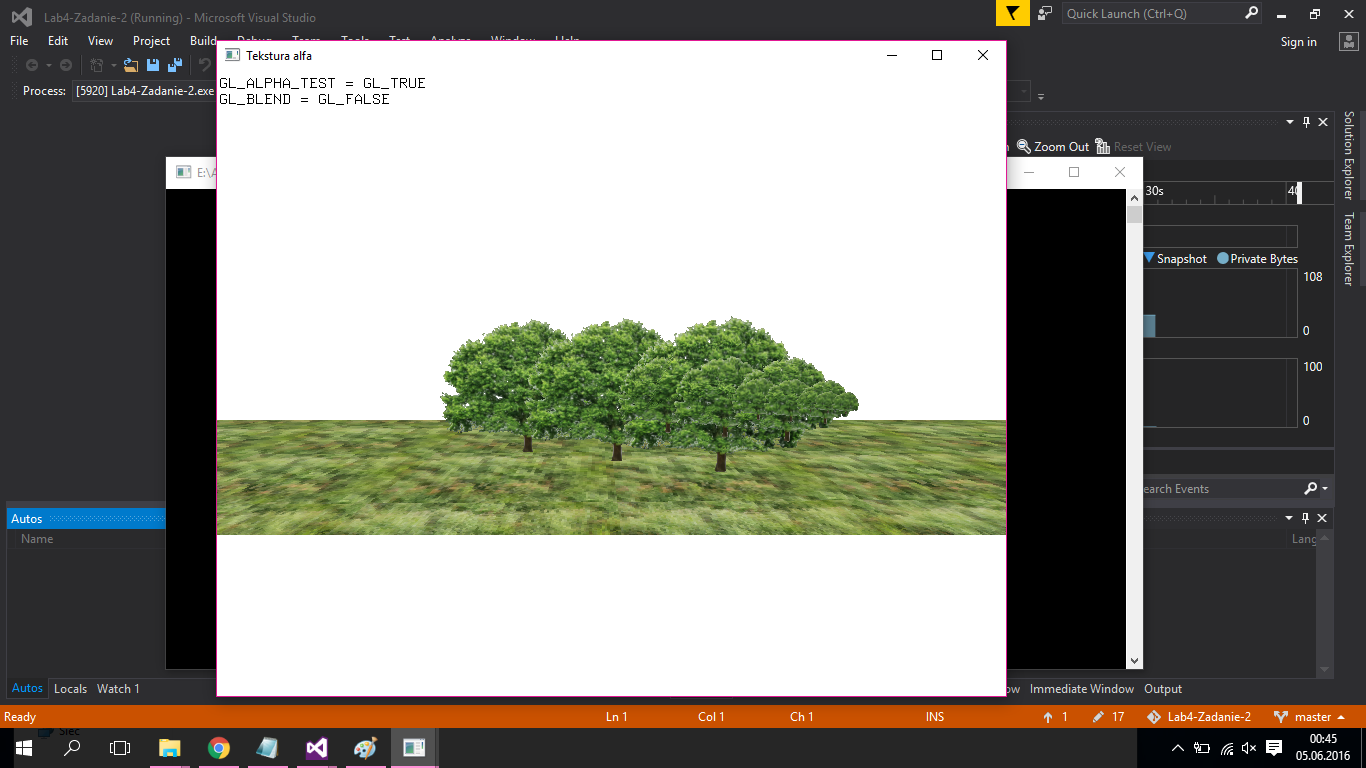 Lab4-Zadanie-2 (Running) - Microsoft Visual Studio
Quick Launch (Ctrl+Q)
File Edit View Project Build
Sign in
Process: [5920] Lab4-Zadanie-2.exe
Tekstura alfa
GL_ALPHA_TEST = GL_TRUE
GL_BLEND = GL_FALSE
Zoom Out Reset View
Solution Explorer
Team Explorer
E:\
30s 40
Snapshot Private Bytes
108
0
100
0
Search Events
Autos
Name
Lang
Autos Locals Watch 1
Immediate Window Output
Ready Ln 1 Col 1 Ch 1 INS 1 17 Lab4-Zadanie-2 master
Sieć
00:45
05.06.2016